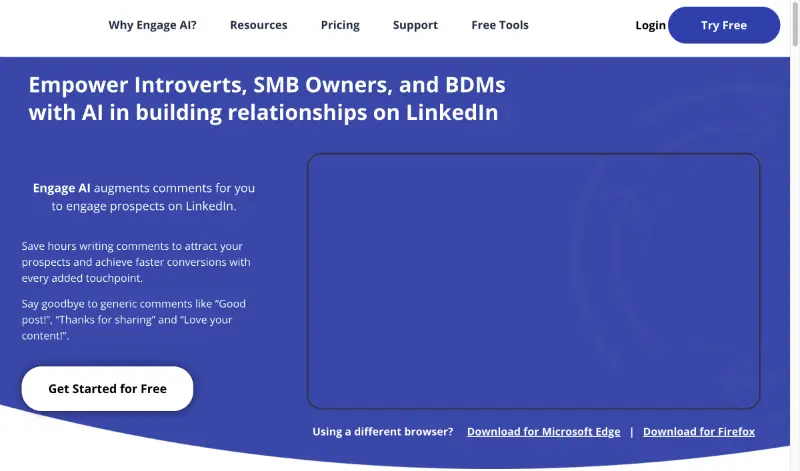 Why Engage AI?
Resources
Pricing
Support
Free Tools
Login
Try Free
Empower Introverts, SMB Owners, and BDMs
with AI in building relationships on LinkedIn
Engage AI augments comments for you
to engage prospects on LinkedIn.
Save hours writing comments to attract your
prospects and achieve faster conversions with
every added touchpoint.
Say goodbye to generic comments like “Good
post!”, “Thanks for sharing” and “Love your
content!”.
Get Started for Free
Using a different browser? Download for Microsoft Edge | Download for Firefox